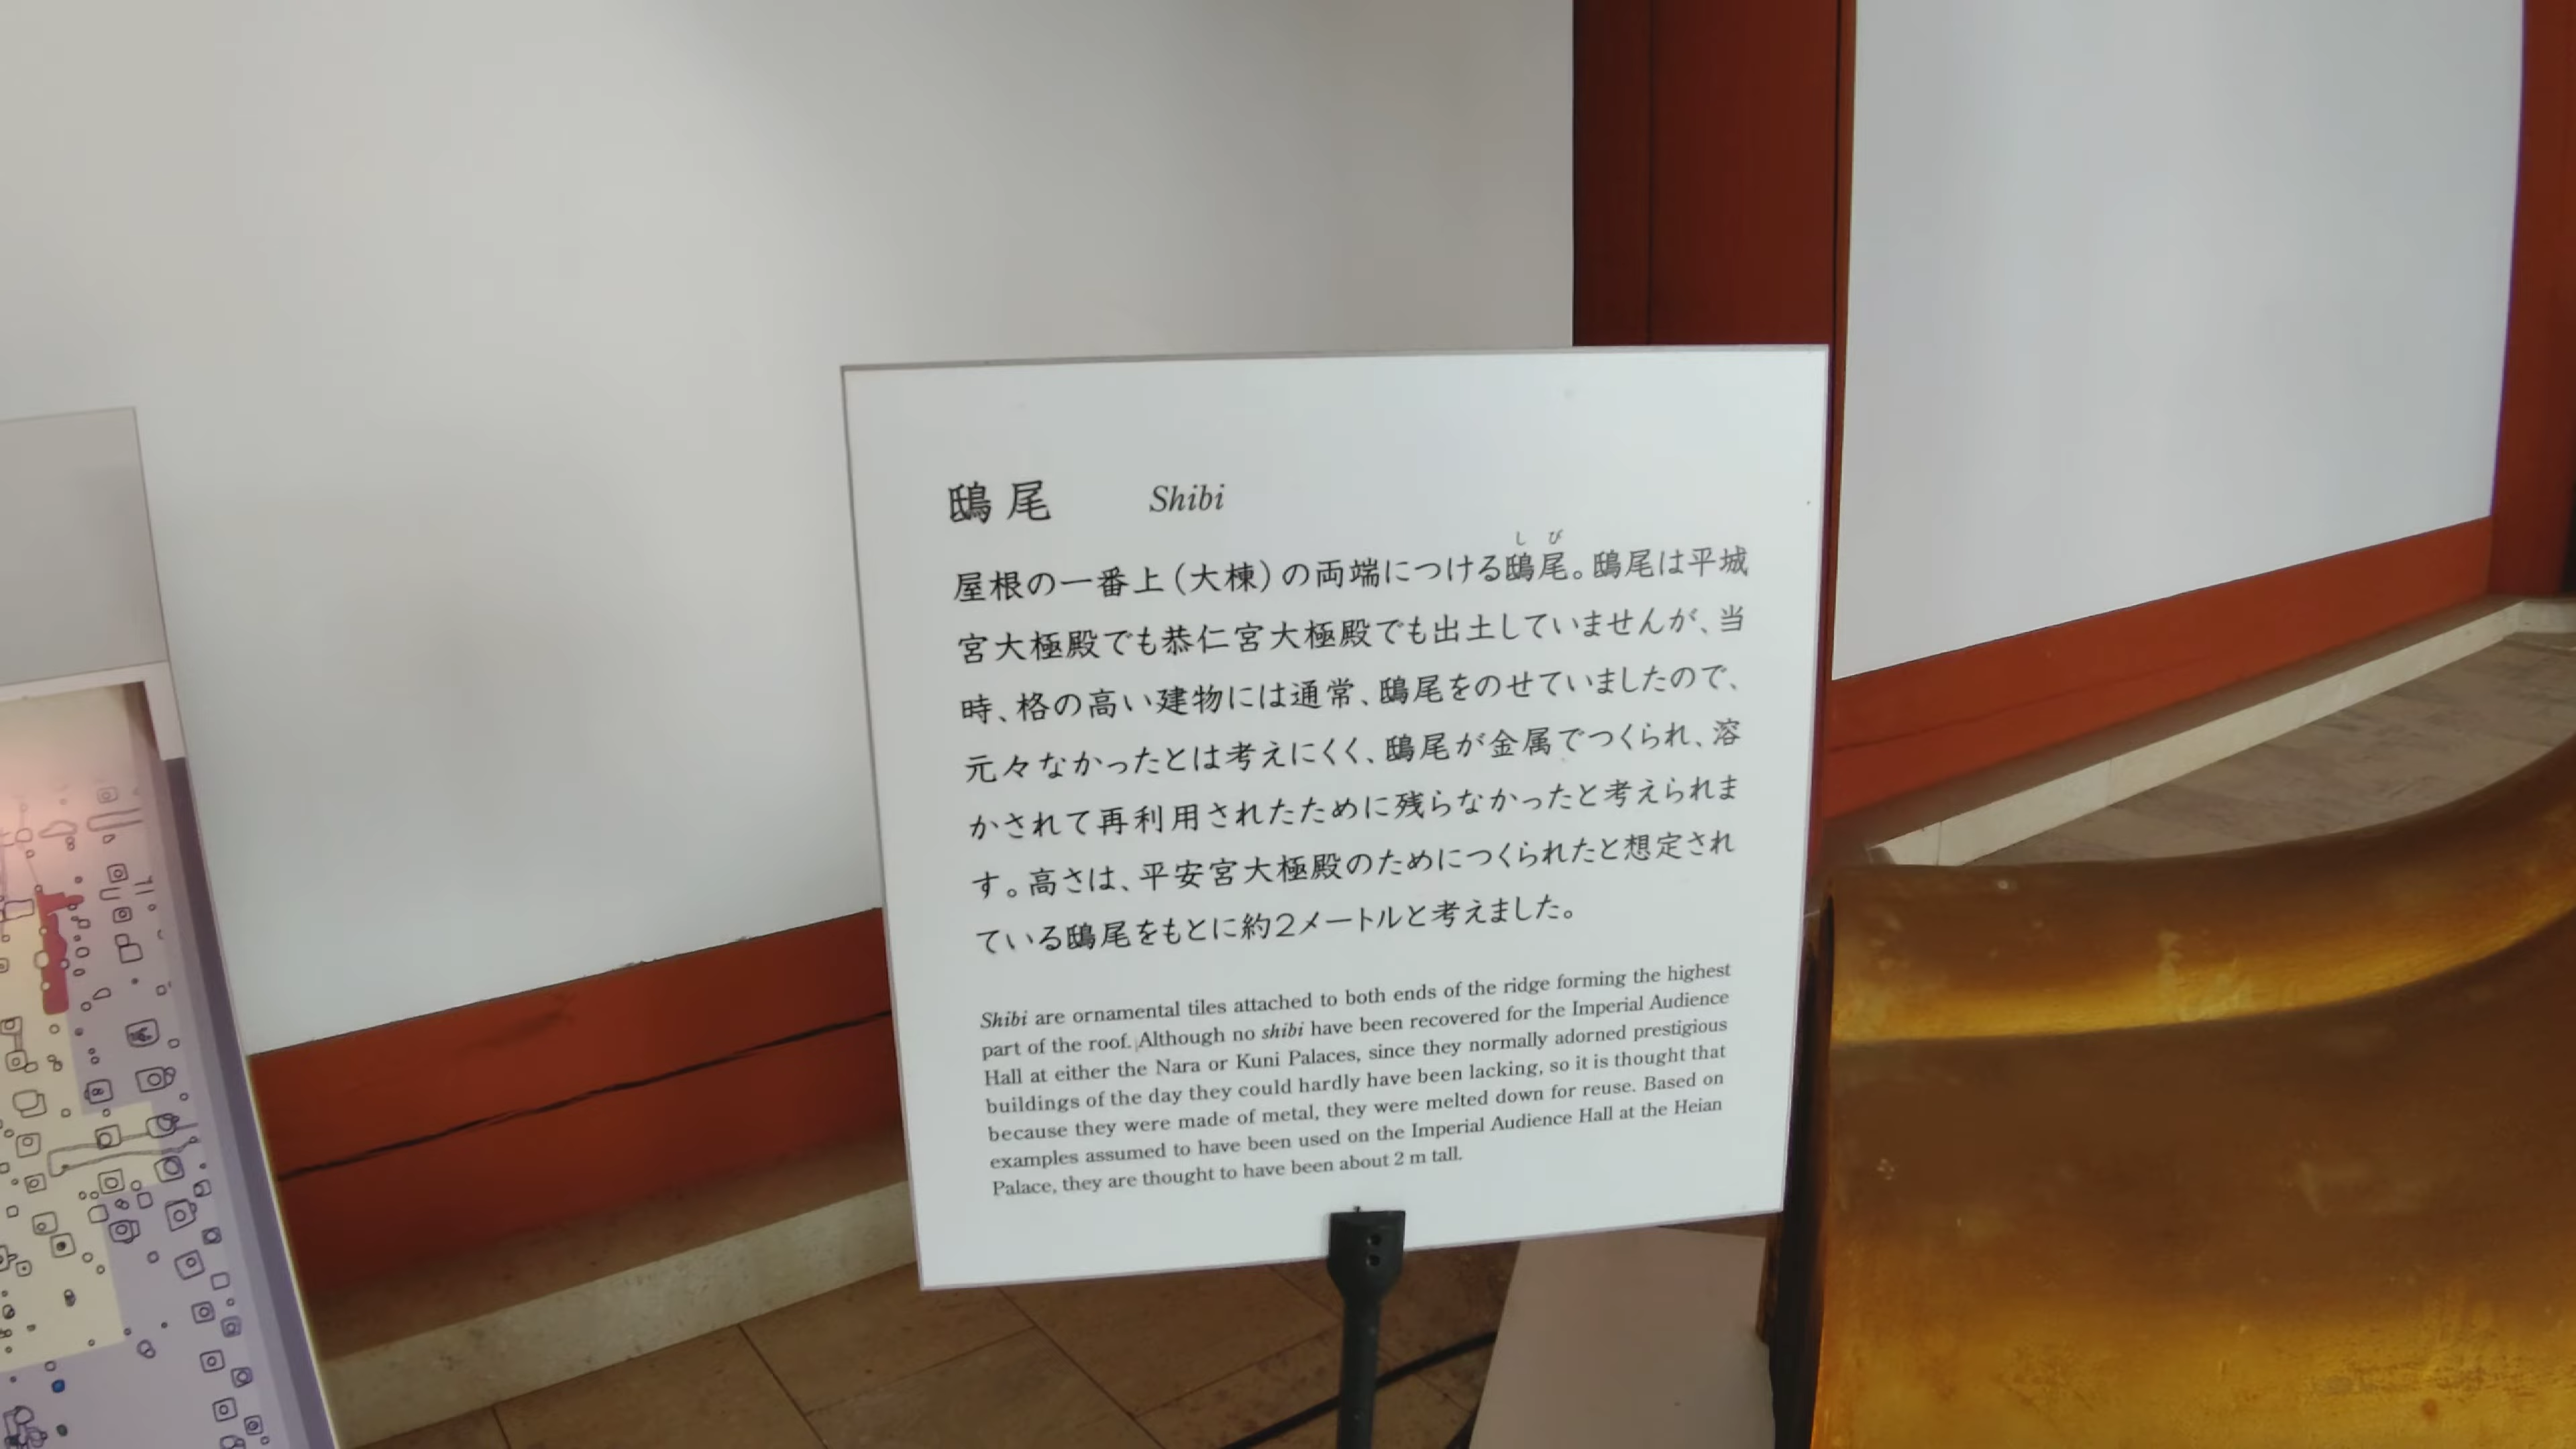 鴟尾 Shibi
しび
屋根の一番上(大棟)の両端につける鴟尾。鴟尾は平城
宮大極殿でも恭仁宮大極殿でも出土していませんが、当
時、格の高い建物には通常、鴟尾をのせていましたので、
元々なかったとは考えにくく、鴟尾が金属でつくられ、溶
かされて再利用されたために残らなかったと考えられま
す。高さは、平安宮大極殿のためにつくられたと想定され
ている鴟尾をもとに約2メートルと考えました。
Shibi are ornamental tiles attached to both ends of the ridge forming the highest
part of the roof. Although no shibi have been recovered for the Imperial Audience
Hall at either the Nara or Kuni Palaces, since they normally adorned prestigious
buildings of the day they could hardly have been lacking, so it is thought that
because they were made of metal, they were melted down for reuse. Based on
examples assumed to have been used on the Imperial Audience Hall at the Heian
Palace, they are thought to have been about 2 m tall.